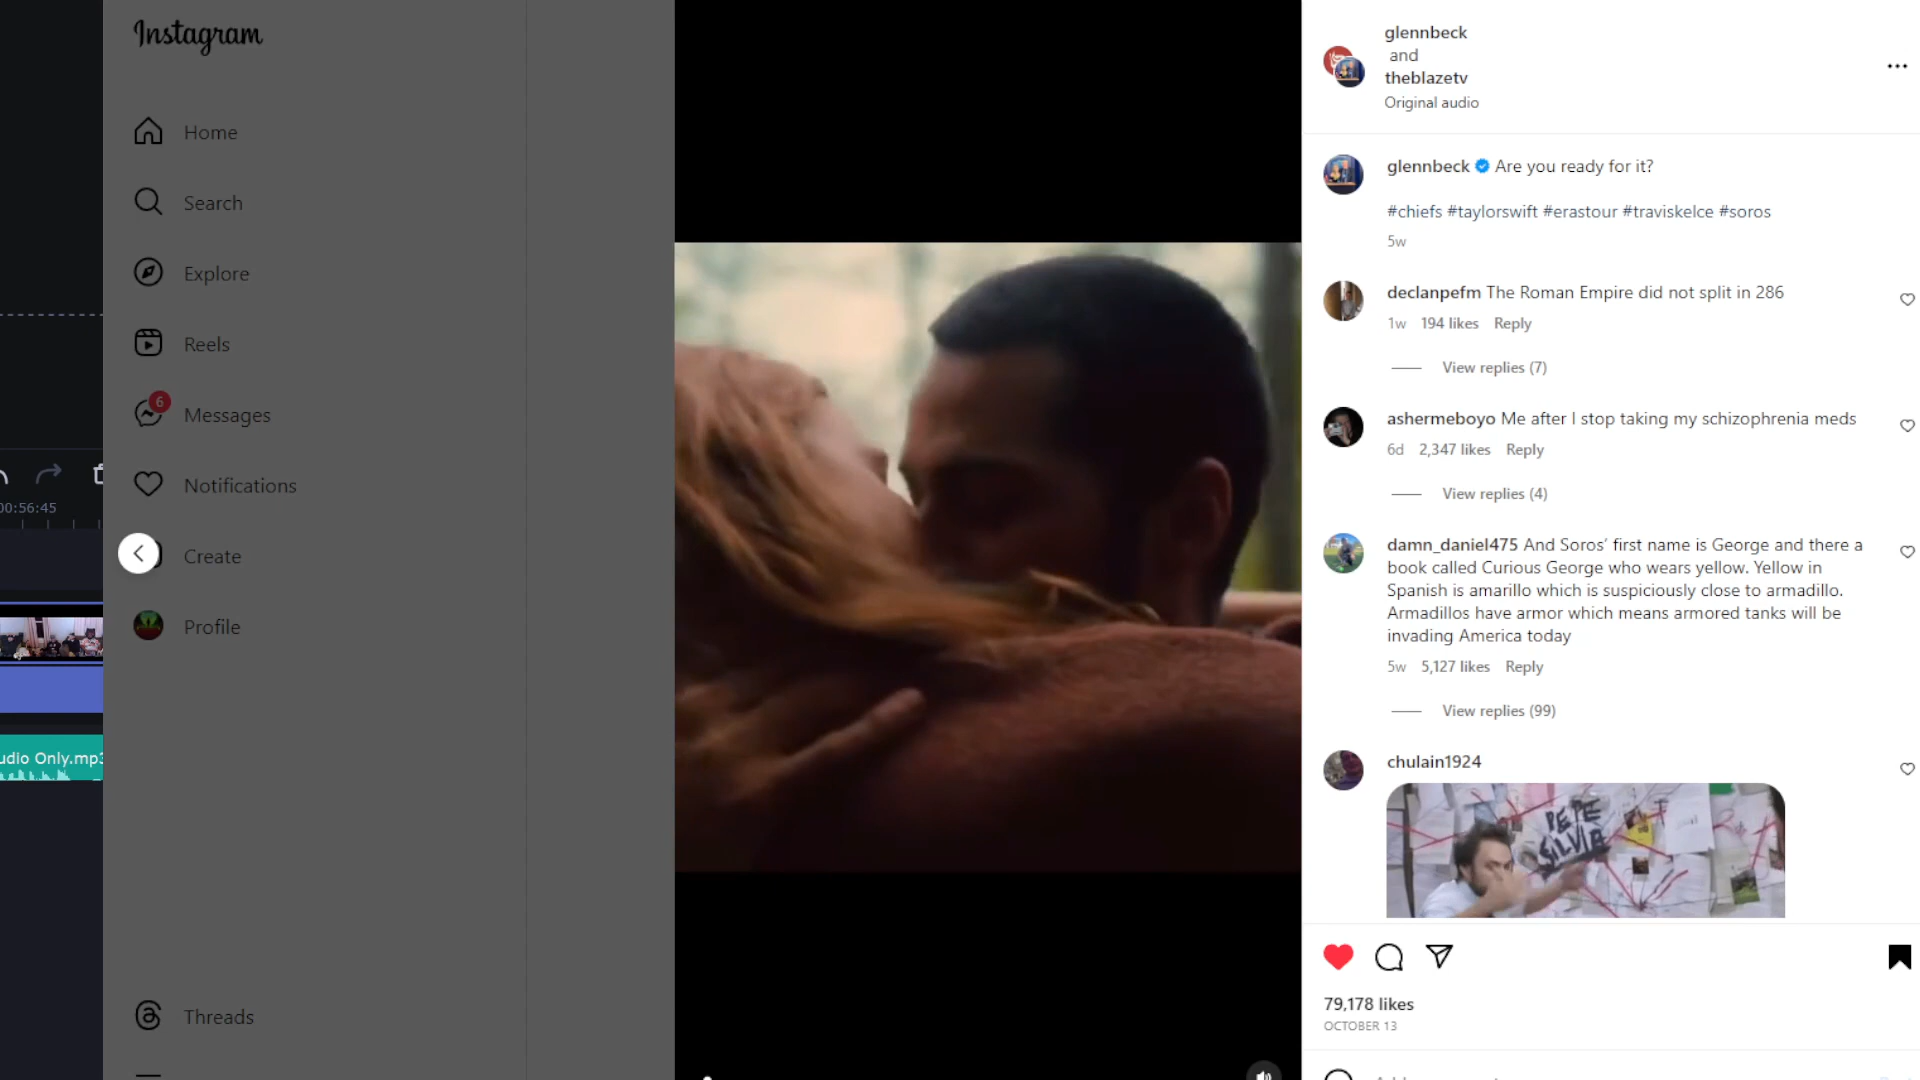 Instagram
Home
Search
Explore
Reels
6
Messages
Notifications
Create
Profile
Threads
00:56:45
udio Only.mp3
glennbeck
and
theblazetv
Original audio
glennbeck Are you ready for it?
#chiefs #taylorswift #erastour #traviskelce #soros
5w
declanpefm The Roman Empire did not split in 286
1w 194 likes Reply
View replies (7)
ashermeboyo Me after I stop taking my schizophrenia meds
6d 2,347 likes Reply
View replies (4)
damn_daniel475 And Soros’ first name is George and there a
book called Curious George who wears yellow. Yellow in
Spanish is amarillo which is suspiciously close to armadillo.
Armadillos have armor which means armored tanks will be
invading America today
5w 5,127 likes Reply
View replies (99)
chulain1924
PEPE
SILVIA
79,178 likes
OCTOBER 13